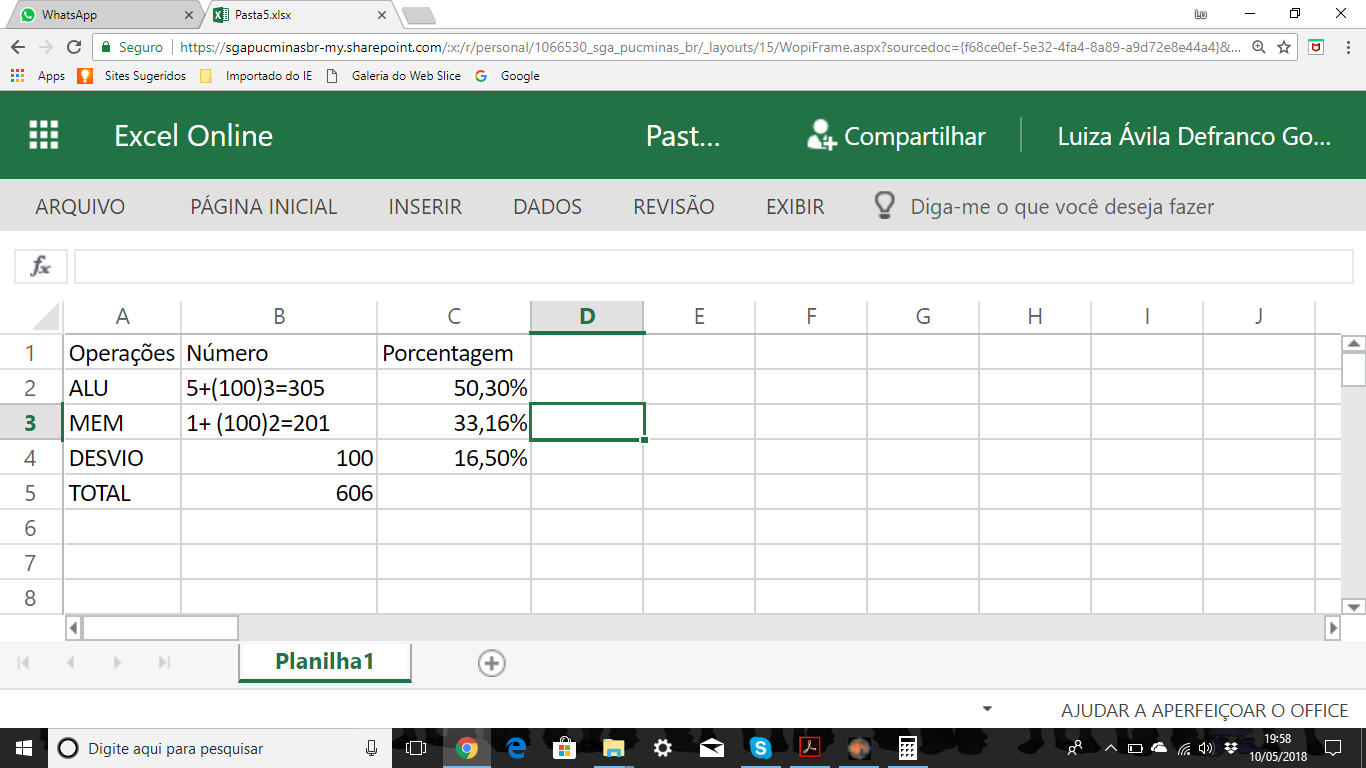 WhatsApp
Pasta5.xlsx
Lu
Seguro
https://sgapucminasbr-my.sharepoint.com/:x:/r/personal/1066530_sga_pucminas_br/_layouts/15/WopiFrame.aspx?sourcedoc={f68ce0ef-5e32-4fa4-8a89-a9d72e8e44a4}&...
Apps
Sites Sugeridos
Importado do IE
Galeria do Web Slice
Google
Excel Online
Past...
Compartilhar
Luiza Ávila Defranco Go...
ARQUIVO
PÁGINA INICIAL
INSERIR
DADOS
REVISÃO
EXIBIR
Diga-me o que você deseja fazer
fx
A B C D E F G H I J
1 Operações Número Porcentagem
2 ALU 5+(100)3=305 50,30%
3 MEM 1+ (100)2=201 33,16%
4 DESVIO 100 16,50%
5 TOTAL 606
6
7
8
Planilha1
AJUDAR A APERFEIÇOAR O OFFICE
Digite aqui para pesquisar
19:58
10/05/2018